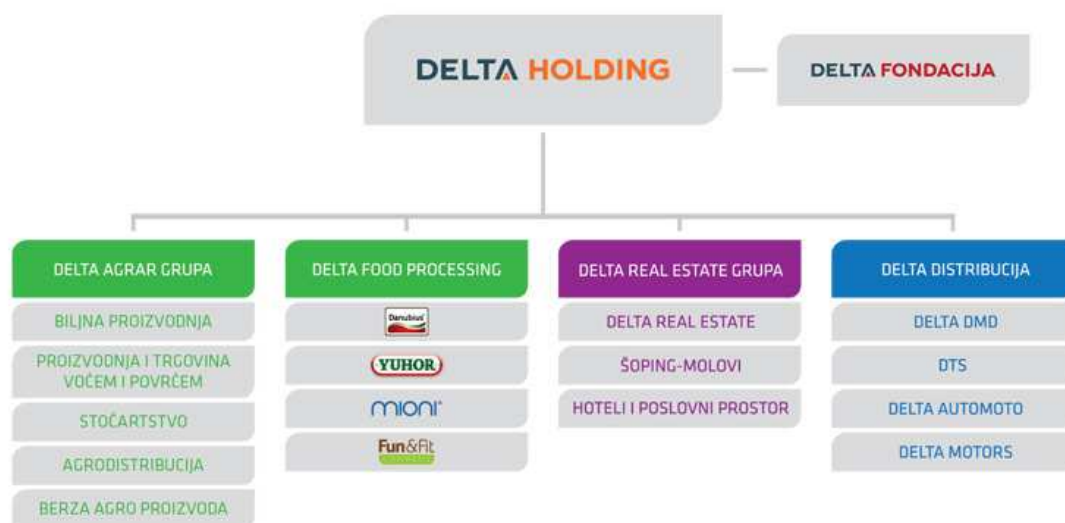 DELTA HOLDING
DELTA FONDACIJA
DELTA AGRAR GRUPA
BILJNA PROIZVODNJA
PROIZVODNJA I TRGOVINA
VOĆEM I POVRĆEM
STOČARTSTVO
AGRODISTRIBUCIJA
BERZA AGRO PROIZVODA
DELTA FOOD PROCESSING
Danubius
YUHOR
mioni
Fun&Fit
DELTA REAL ESTATE GRUPA
DELTA REAL ESTATE
ŠOPING-MOLOVI
HOTELI I POSLOVNI PROSTOR
DELTA DISTRIBUCIJA
DELTA DMD
DTS
DELTA AUTOMOTO
DELTA MOTORS